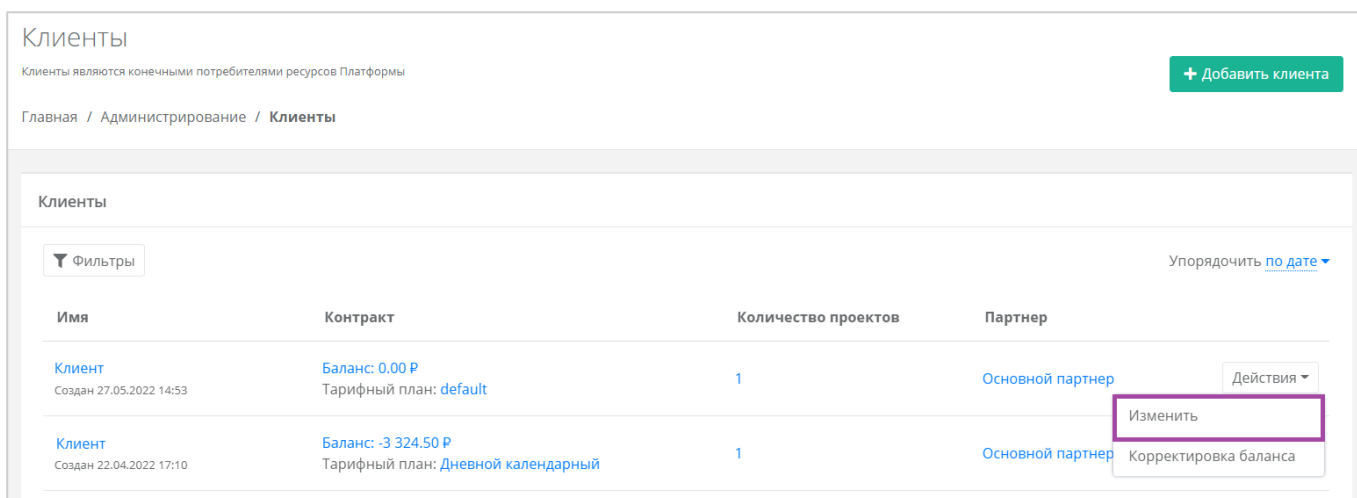 Клиенты
Клиенты являются конечными потребителями ресурсов Платформы
+ Добавить клиента
Главная / Администрирование / Клиенты
Клиенты
Фильтры
Упорядочить по дате
Имя Контракт Количество проектов Партнер
Клиент Баланс: 0.00 ₽
Создан 27.05.2022 14:53 Тарифный план: default 1 Основной партнер Действия
Изменить
Клиент Баланс: -3 324.50 ₽
Создан 22.04.2022 17:10 Тарифный план: Дневной календарный 1 Основной партнер
Корректировка баланса